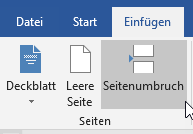 Datei Start Einfügen
Deckblatt Leere Seitenumbruch
Seite
Seiten